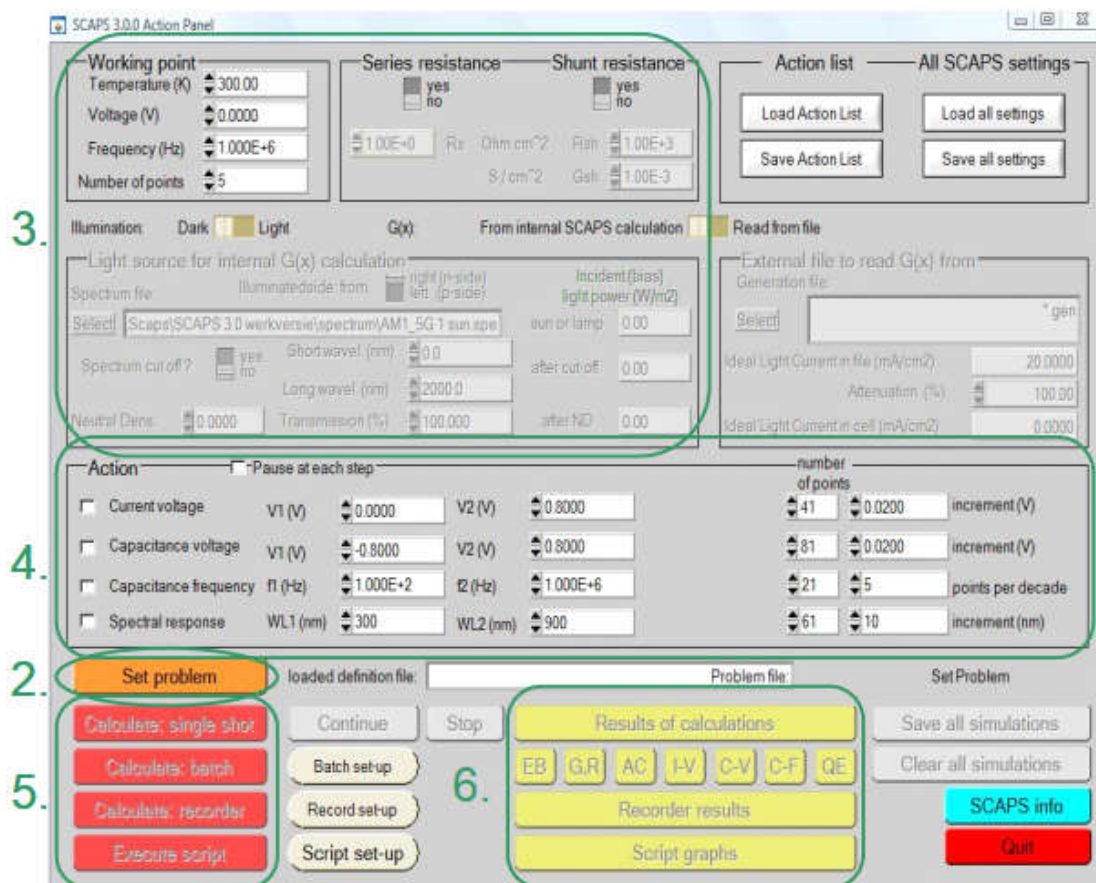 SCAPS 3.0.0 Action Panel
Working point
Temperature (K) 300.00
Voltage (V) 0.0000
Frequency (Hz) 1.000E+6
Number of points 5
Series resistance
yes
no
Shunt resistance
yes
no
1.00E+0 Rs Ohm.cm^2 Rsh 1.00E+3
S / cm^2 Gsh 1.00E-3
Action list
Load Action List
Save Action List
All SCAPS settings
Load all settings
Save all settings
3.
Illumination: Dark Light G(x): From internal SCAPS calculation Read from file
Light source for internal G(x) calculation
Spectrum file: Illuminatedside: from right (n-side)
left (p-side)
Incident (bias)
light power (W/m2)
Select Scaps\SCAPS 3.0 werkversie\spectrum\AM1_5G 1 sun.spe sun or lamp 0.00
Spectrum cut off ? yes
no
Short wavel. (nm) 0.0
after cut off 0.00
Long wavel. (nm) 2000.0
Neutral Dens. 0.0000 Transmission (%) 100.000 after ND 0.00
External file to read G(x) from
Generation file:
Select *.gen
Ideal Light Current in file (mA/cm2) 20.0000
Attenuation (%) 100.00
Ideal Light Current in cell (mA/cm2) 0.0000
4.
Action Pause at each step number
of points
Current voltage V1 (V) 0.0000 V2 (V) 0.8000 41 0.0200 increment (V)
Capacitance voltage V1 (V) -0.8000 V2 (V) 0.8000 81 0.0200 increment (V)
Capacitance frequency f1 (Hz) 1.000E+2 f2 (Hz) 1.000E+6 21 5 points per decade
Spectral response WL1 (nm) 300 WL2 (nm) 900 61 10 increment (nm)
2.
Set problem loaded definition file: Problem file: Set Problem
5.
Calculate: single shot Continue Stop Results of calculations Save all simulations
Calculate: batch Batch set-up 6. EB G,R AC I-V C-V C-F QE Clear all simulations
Calculate: recorder Record set-up Recorder results SCAPS info
Execute script Script set-up Script graphs Quit